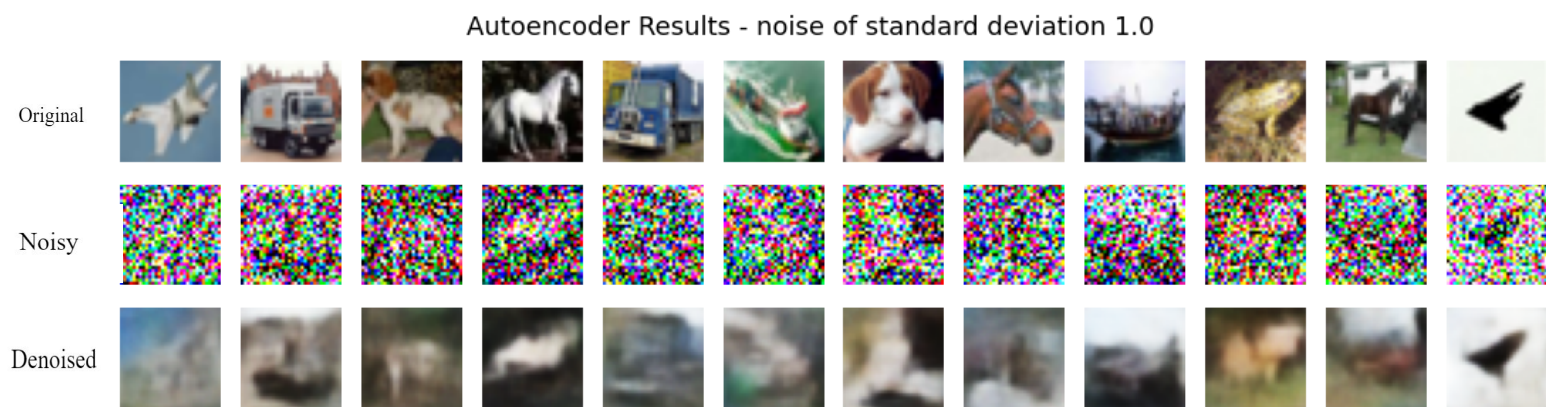 Autoencoder Results - noise of standard deviation 1.0
Original
Noisy
Denoised